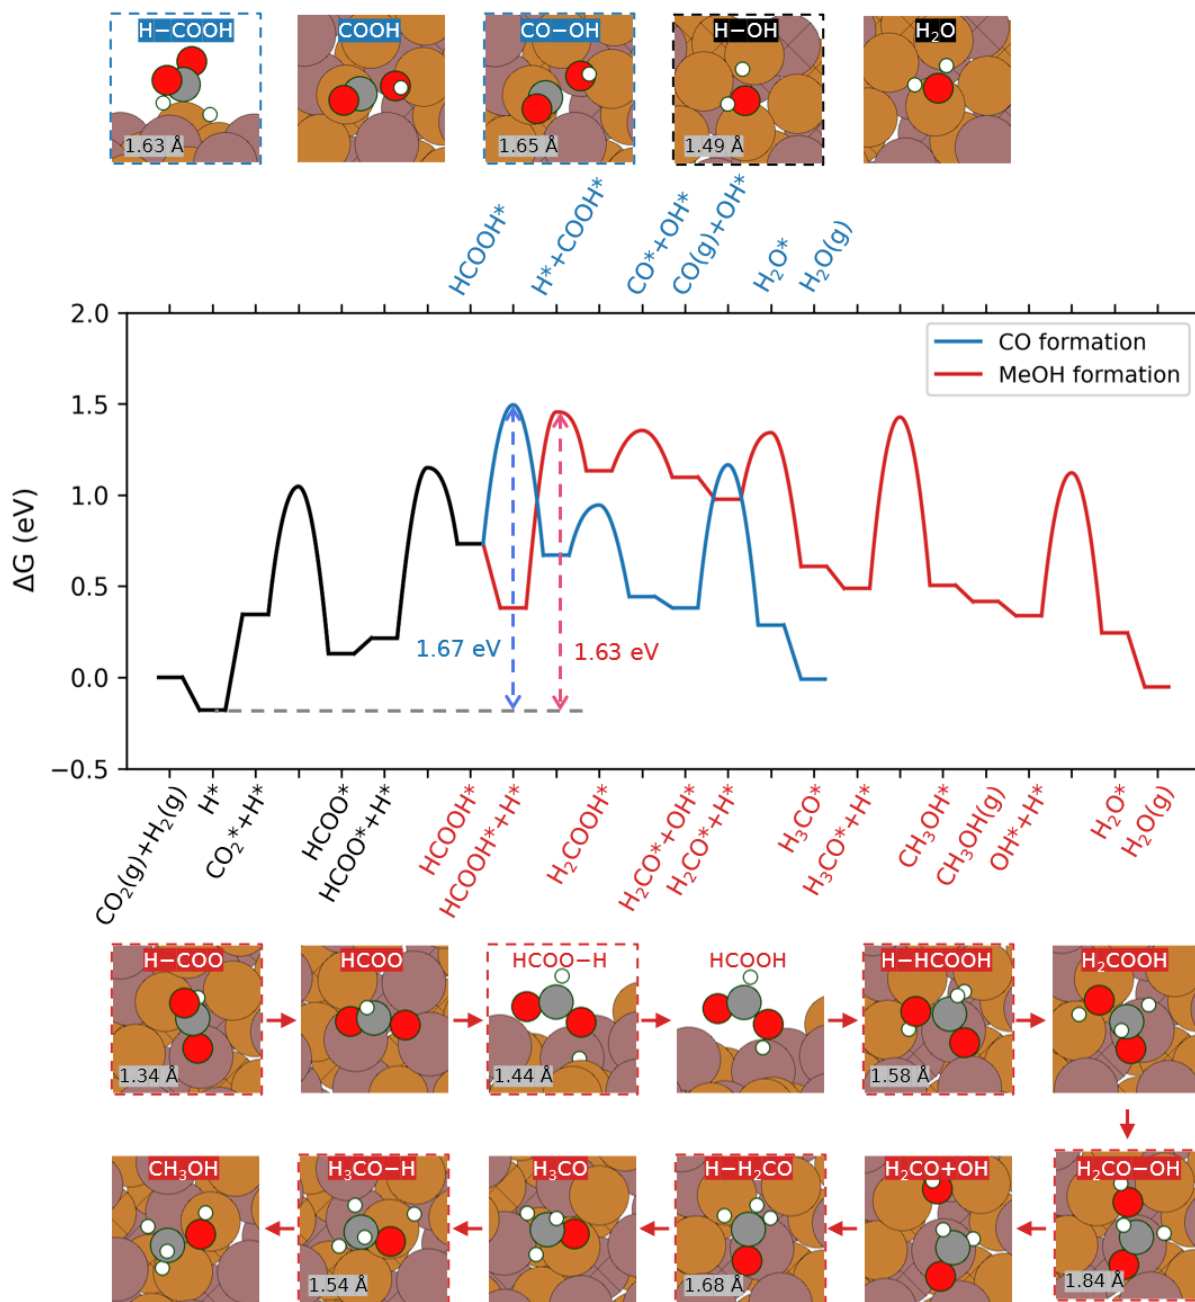 H−COOH
COOH
CO−OH
H−OH
H₂O
1.63 Å
1.65 Å
1.49 Å
HCOOH*
H*+COOH*
CO*+OH*
CO(g)+OH*
H₂O*
H₂O(g)
2.0
1.5
1.0
0.5
0.0
−0.5
ΔG (eV)
CO formation
MeOH formation
1.67 eV
1.63 eV
CO₂(g)+H₂(g)
H*
CO₂*+H*
HCOO*
HCOO*+H*
HCOOH*
HCOOH*+H*
H₂COOH*
H₂CO*+OH*
H₂CO*+H*
H₃CO*
H₃CO*+H*
CH₃OH*
CH₃OH(g)
OH*+H*
H₂O*
H₂O(g)
H−COO
HCOO
HCOO−H
HCOOH
H−HCOOH
H₂COOH
1.34 Å
1.44 Å
1.58 Å
CH₃OH
H₃CO−H
H₃CO
H−H₂CO
H₂CO+OH
H₂CO−OH
1.54 Å
1.68 Å
1.84 Å